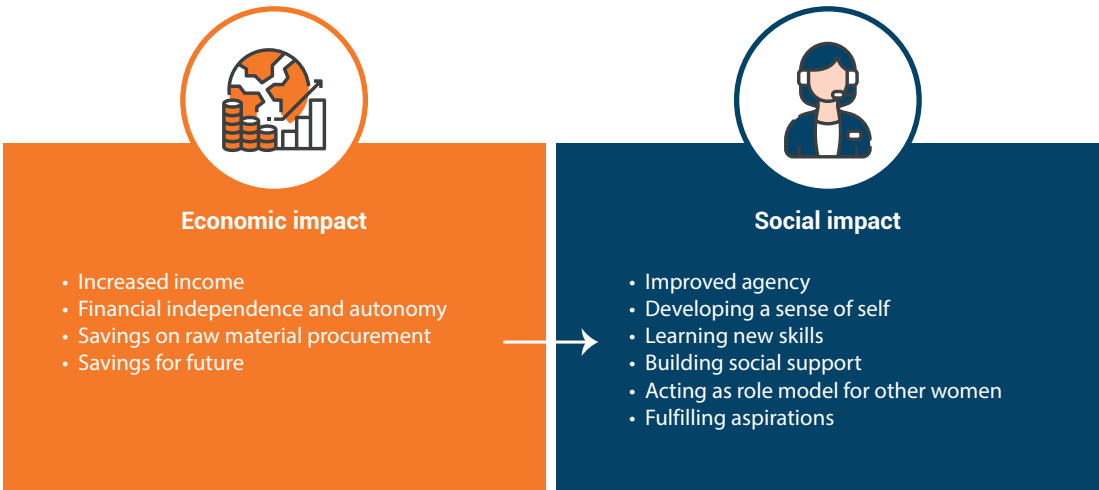 Economic impact
• Increased income
• Financial independence and autonomy
• Savings on raw material procurement
• Savings for future
Social impact
• Improved agency
• Developing a sense of self
• Learning new skills
• Building social support
• Acting as role model for other women
• Fulfilling aspirations